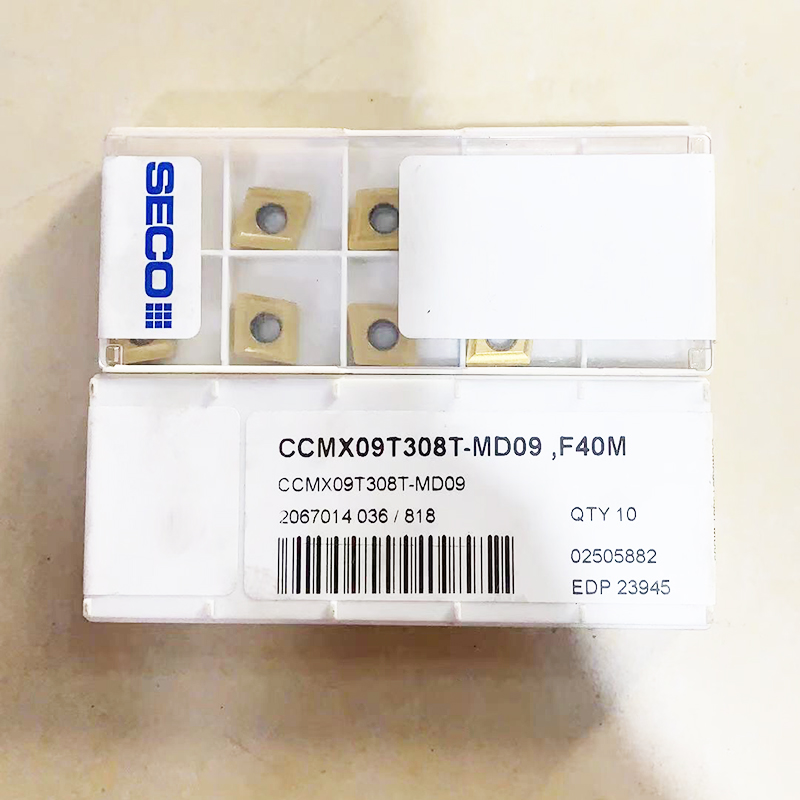 SECO
CCMX09T308T-MD09 ,F40M
CCMX09T308T-MD09
2067014 036 / 818
QTY 10
02505882
EDP 23945